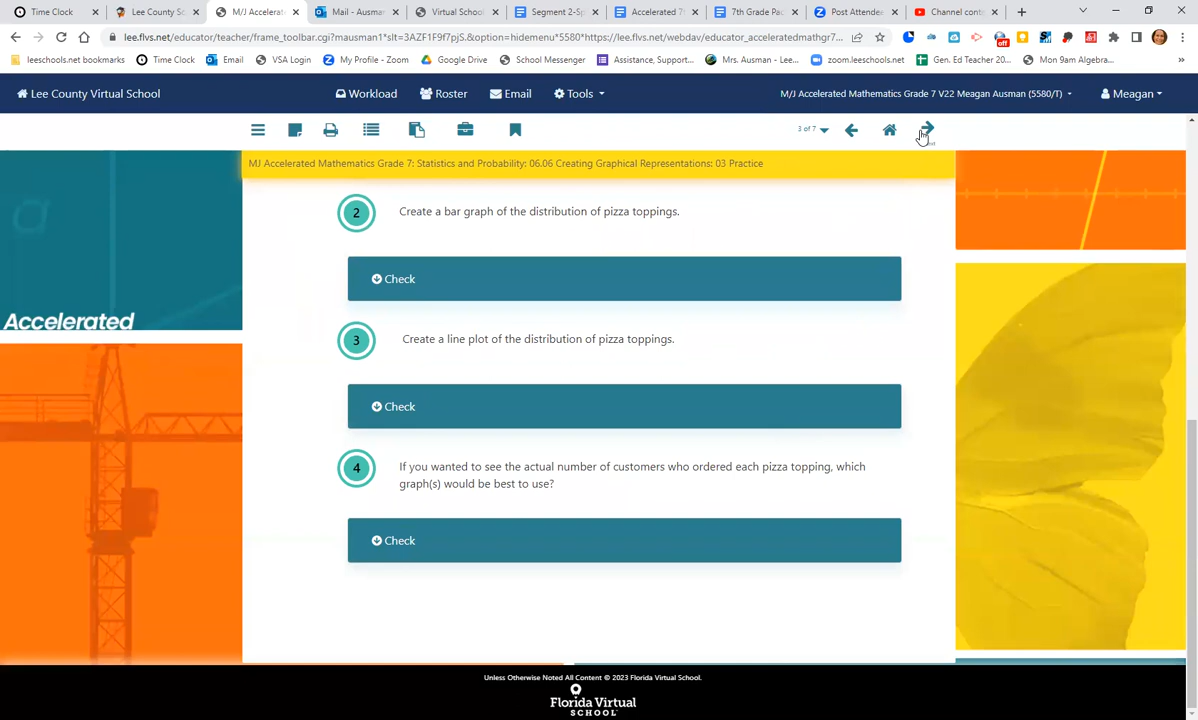 Time Clock
Lee County Sc
M/J Accelerat
Mail - Ausma
Virtual School
Segment 2-Sp
Accelerated 7
7th Grade Pac
Post Attendee
Channel conte
lee.flvs.net/educator/teacher/frame_toolbar.cgi?mausman1*slt=3AZF1F9f7pjS.&option=hidemenu*5580*https://lee.flvs.net/webdav/educator_acceleratedmathgr7...
off
leeschools.net bookmarks
Time Clock
Email
VSA Login
My Profile - Zoom
Google Drive
School Messenger
Assistance, Support...
Mrs. Ausman - Lee...
zoom.leeschools.net
Gen. Ed Teacher 20...
Mon 9am Algebra...
Lee County Virtual School
Workload
Roster
Email
Tools
M/J Accelerated Mathematics Grade 7 V22 Meagan Ausman (5580/T)
Meagan
3 of 7
MJ Accelerated Mathematics Grade 7: Statistics and Probability: 06.06 Creating Graphical Representations: 03 Practice
2
Create a bar graph of the distribution of pizza toppings.
Check
3
Create a line plot of the distribution of pizza toppings.
Check
4
If you wanted to see the actual number of customers who ordered each pizza topping, which
graph(s) would be best to use?
Check
Accelerated
Unless Otherwise Noted All Content © 2023 Florida Virtual School.
Florida Virtual
SCHOOL